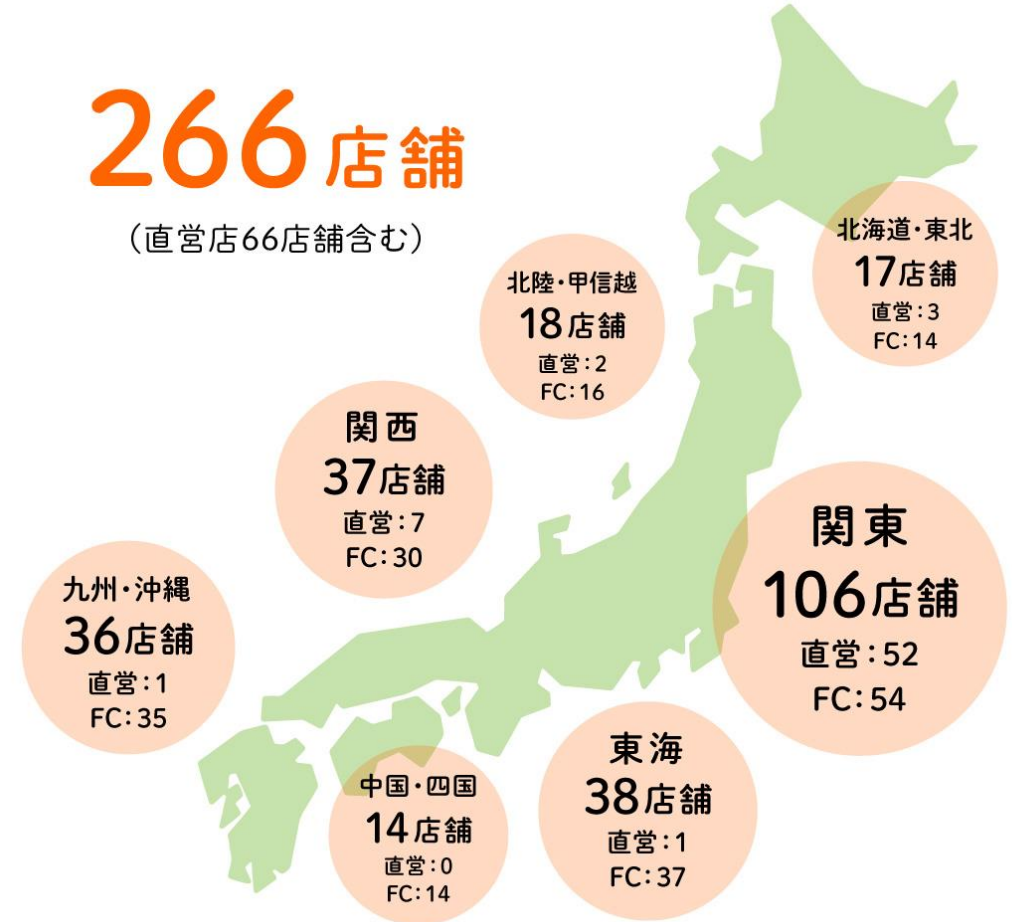 266店舗
（直営店66店舗含む）
北海道・東北
17店舗
直営：3
FC：14
北陸・甲信越
18店舗
直営：2
FC：16
関西
37店舗
直営：7
FC：30
関東
106店舗
直営：52
FC：54
九州・沖縄
36店舗
直営：1
FC：35
東海
38店舗
直営：1
FC：37
中国・四国
14店舗
直営：0
FC：14